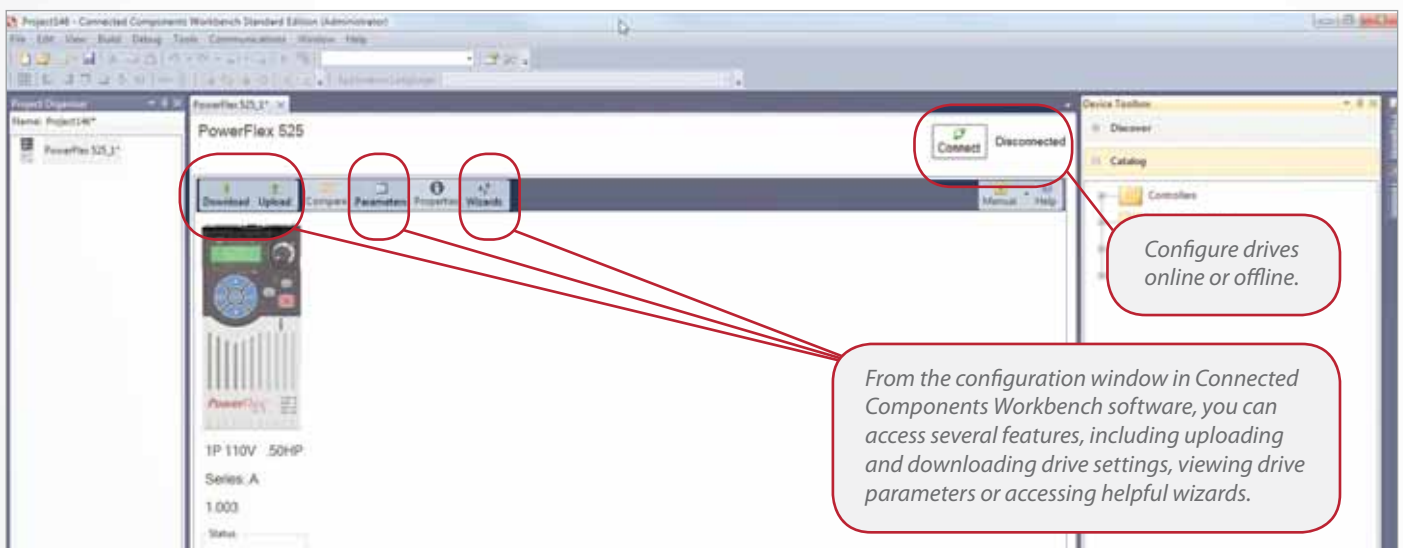 Project146 - Connected Components Workbench Standard Edition (Administrator)
File Edit View Build Debug Tools Communications Window Help
Project Organizer
Name: Project146*
PowerFlex 525_1*
PowerFlex 525_1*
PowerFlex 525
Connect
Disconnected
Download Upload Compare Parameters Properties Wizards
Manual Help
PowerFlex
1P 110V .50HP
Series: A
1.003
Status
Device Toolbox
Discover
Catalog
Controllers
Configure drives
online or offline.
From the configuration window in Connected
Components Workbench software, you can
access several features, including uploading
and downloading drive settings, viewing drive
parameters or accessing helpful wizards.